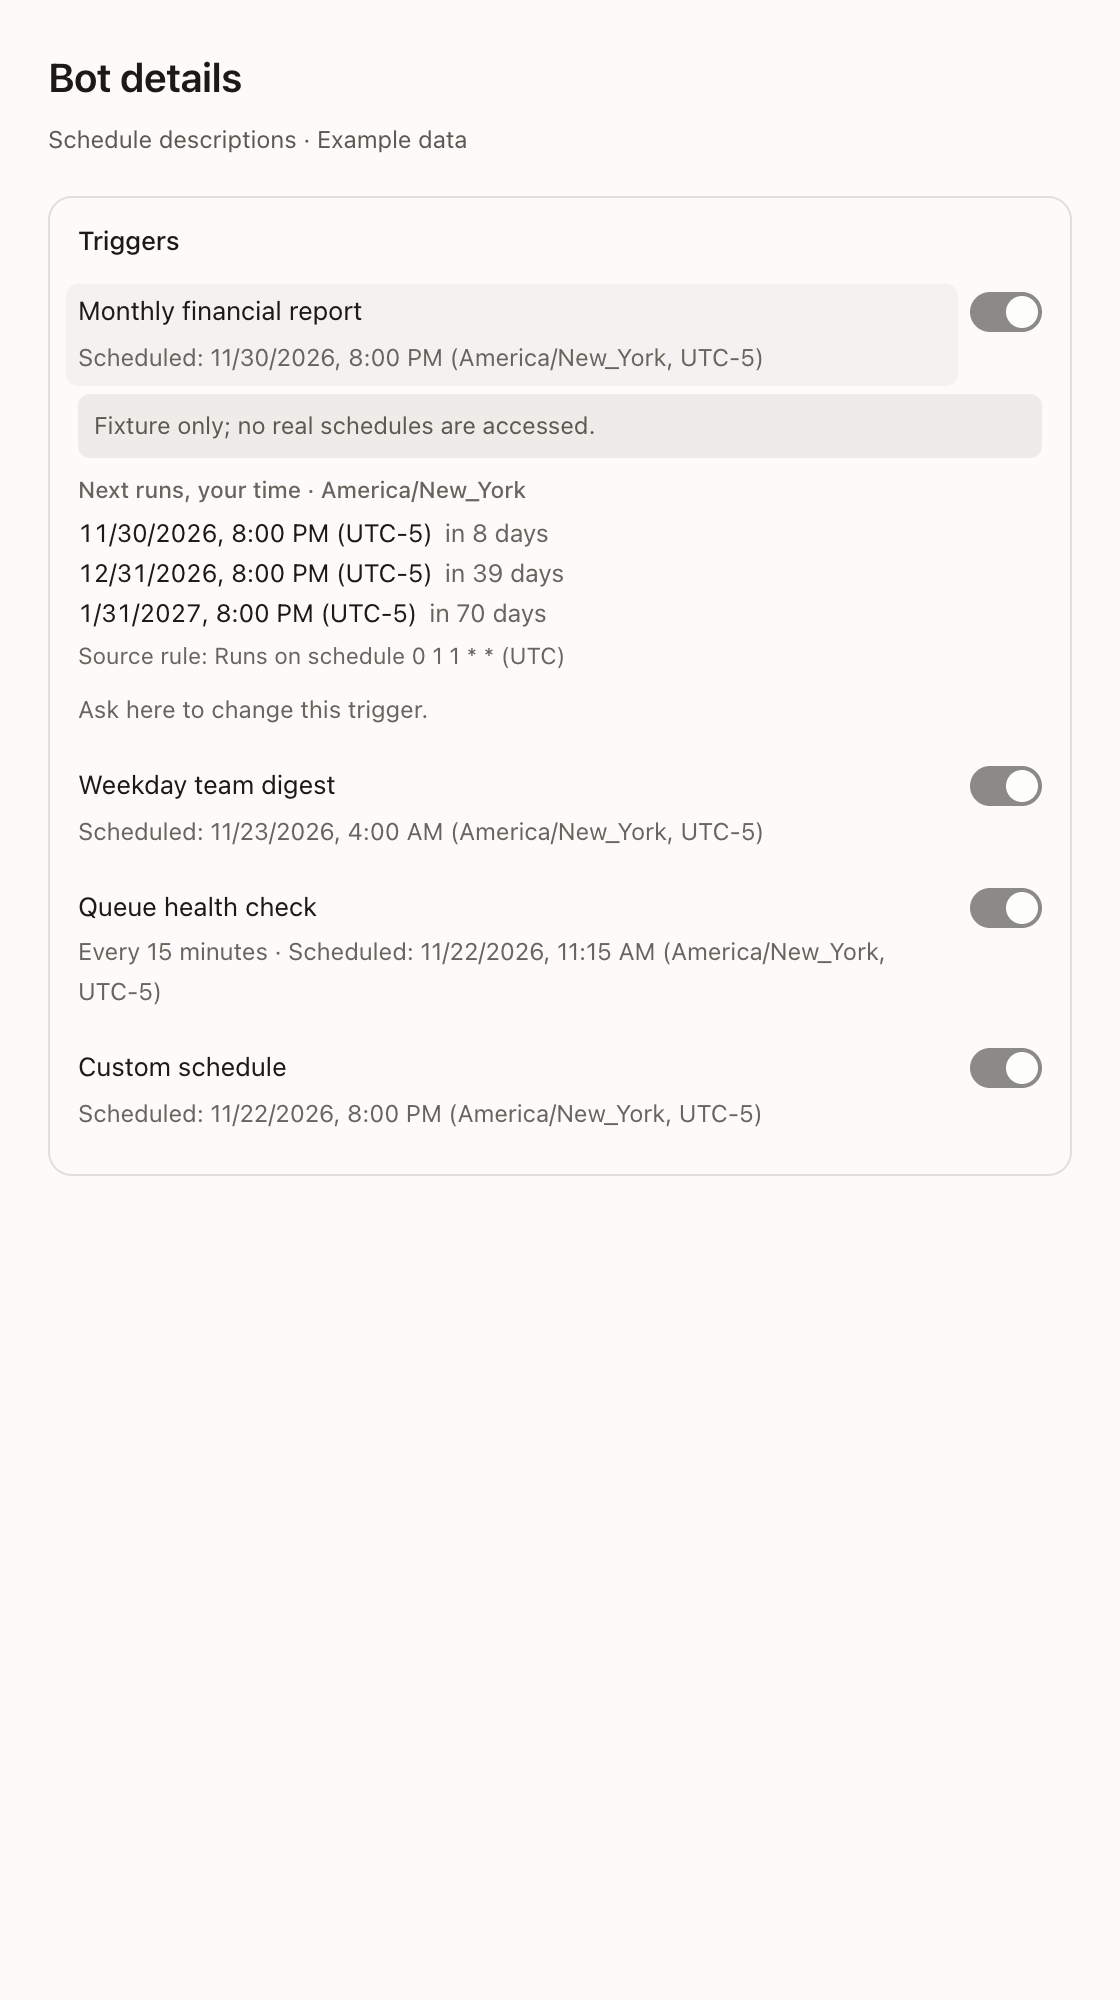 Bot details
Schedule descriptions · Example data
Triggers
Monthly financial report
Scheduled: 11/30/2026, 8:00 PM (America/New_York, UTC-5)
Fixture only; no real schedules are accessed.
Next runs, your time · America/New_York
11/30/2026, 8:00 PM (UTC-5) in 8 days
12/31/2026, 8:00 PM (UTC-5) in 39 days
1/31/2027, 8:00 PM (UTC-5) in 70 days
Source rule: Runs on schedule 0 1 1 * * (UTC)
Ask here to change this trigger.
Weekday team digest
Scheduled: 11/23/2026, 4:00 AM (America/New_York, UTC-5)
Queue health check
Every 15 minutes · Scheduled: 11/22/2026, 11:15 AM (America/New_York,
UTC-5)
Custom schedule
Scheduled: 11/22/2026, 8:00 PM (America/New_York, UTC-5)